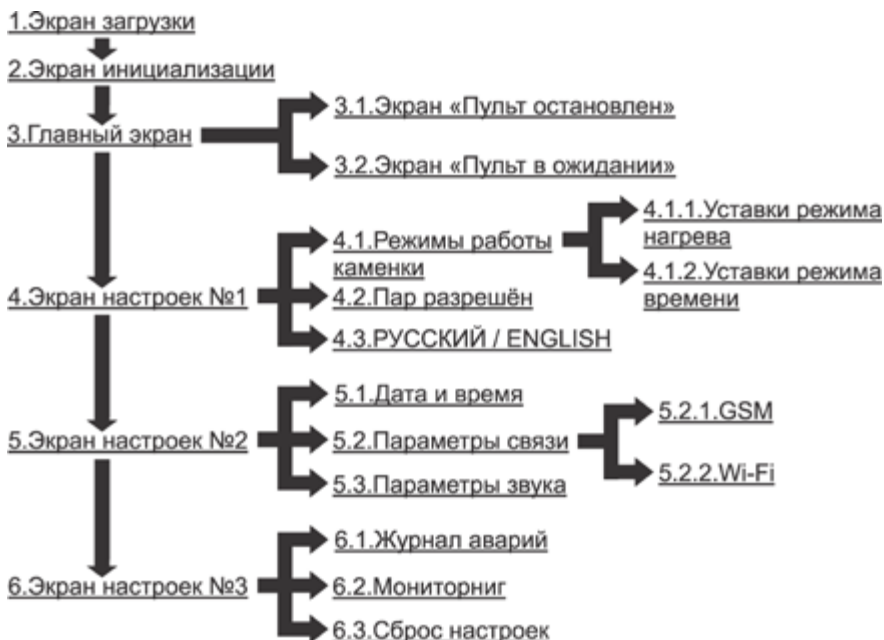 1.Экран загрузки
2.Экран инициализации
3.Главный экран
3.1.Экран «Пульт остановлен»
3.2.Экран «Пульт в ожидании»
4.Экран настроек №1
4.1.Режимы работы
каменки
4.1.1.Уставки режима
нагрева
4.1.2.Уставки режима
времени
4.2.Пар разрешён
4.3.РУССКИЙ / ENGLISH
5.Экран настроек №2
5.1.Дата и время
5.2.Параметры связи
5.2.1.GSM
5.2.2.Wi-Fi
5.3.Параметры звука
6.Экран настроек №3
6.1.Журнал аварий
6.2.Мониторниг
6.3.Сброс настроек